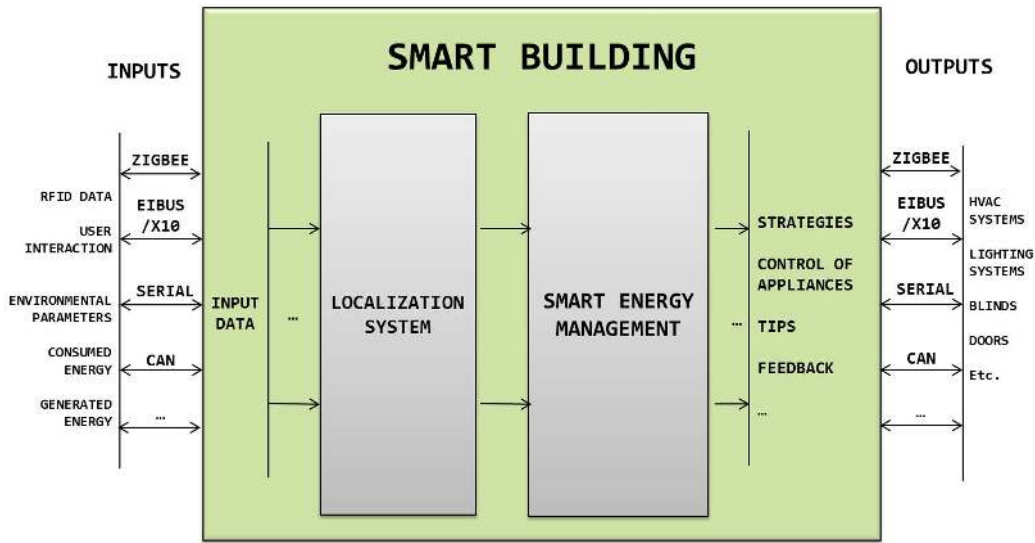 SMART BUILDING
INPUTS
ZIGBEE
RFID DATA
EIBUS
/X10
USER
INTERACTION
SERIAL
ENVIRONMENTAL
PARAMETERS
CONSUMED
ENERGY
CAN
GENERATED
ENERGY
...
INPUT
DATA
...
LOCALIZATION
SYSTEM
SMART ENERGY
MANAGEMENT
...
STRATEGIES
CONTROL OF
APPLIANCES
TIPS
FEEDBACK
...
OUTPUTS
ZIGBEE
EIBUS
/X10
SERIAL
CAN
...
HVAC
SYSTEMS
LIGHTING
SYSTEMS
BLINDS
DOORS
Etc.